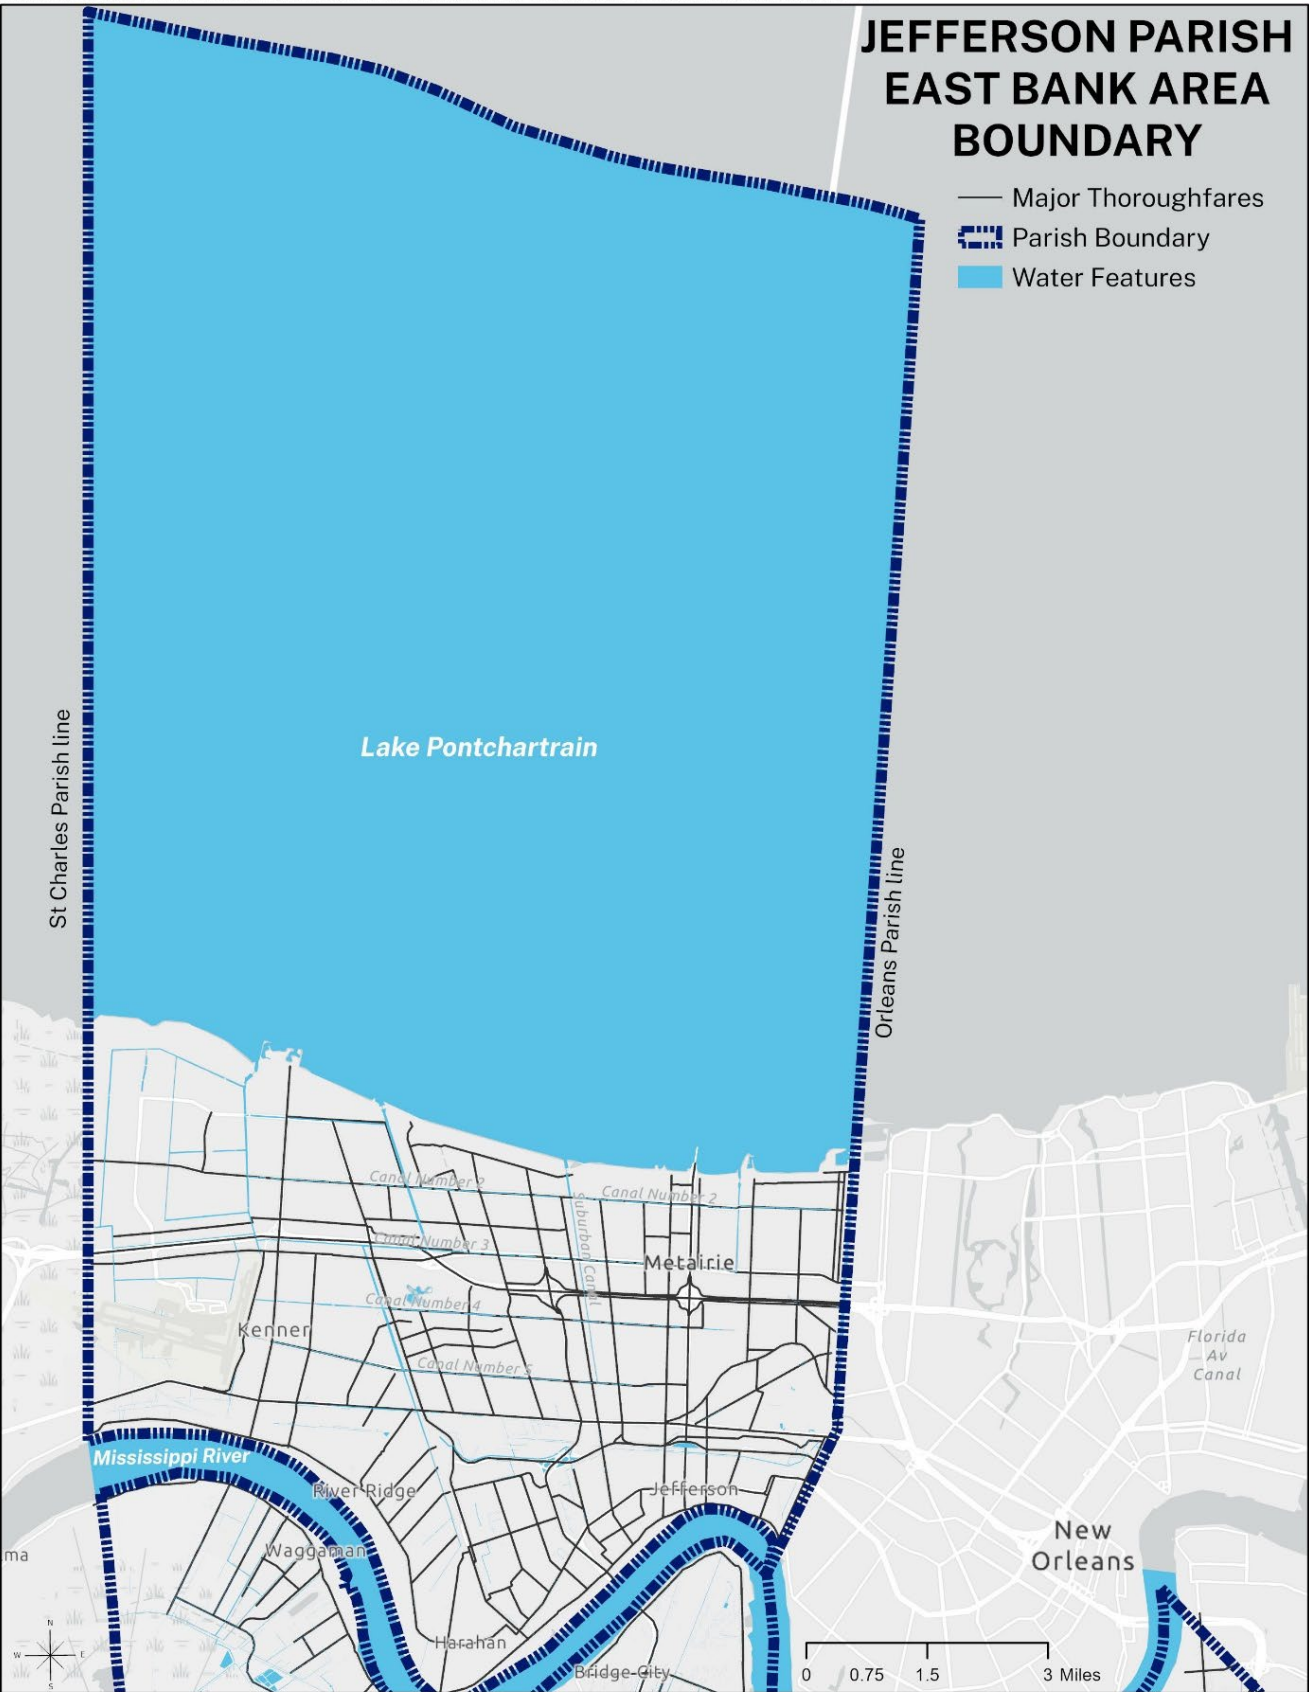 JEFFERSON PARISH
EAST BANK AREA
BOUNDARY
Major Thoroughfares
Parish Boundary
Water Features
Lake Pontchartrain
St Charles Parish line
Orleans Parish line
Canal Number 2
Canal Number 2
Suburban Canal
Canal Number 3
Metairie
Canal Number 4
Kenner
Florida
Av
Canal
Canal Number 5
Mississippi River
River Ridge
Jefferson
New
Orleans
Waggaman
ma
Harahan
Bridge City
N
W
E
S
0
0.75
1.5
3 Miles